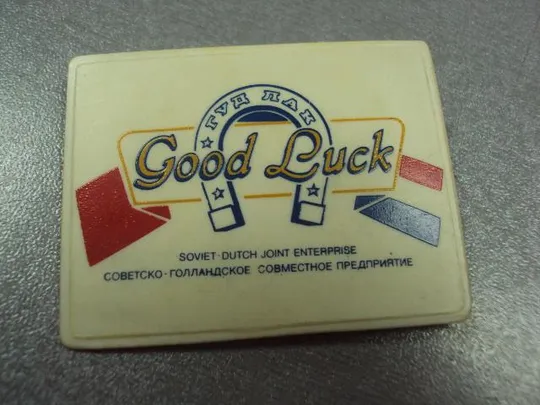 ГУД ЛАК
Good Luck
SOVIET-DUTCH JOINT ENTERPRISE
СОВЕТСКО-ГОЛЛАНДСКОЕ СОВМЕСТНОЕ ПРЕДПРИЯТИЕ